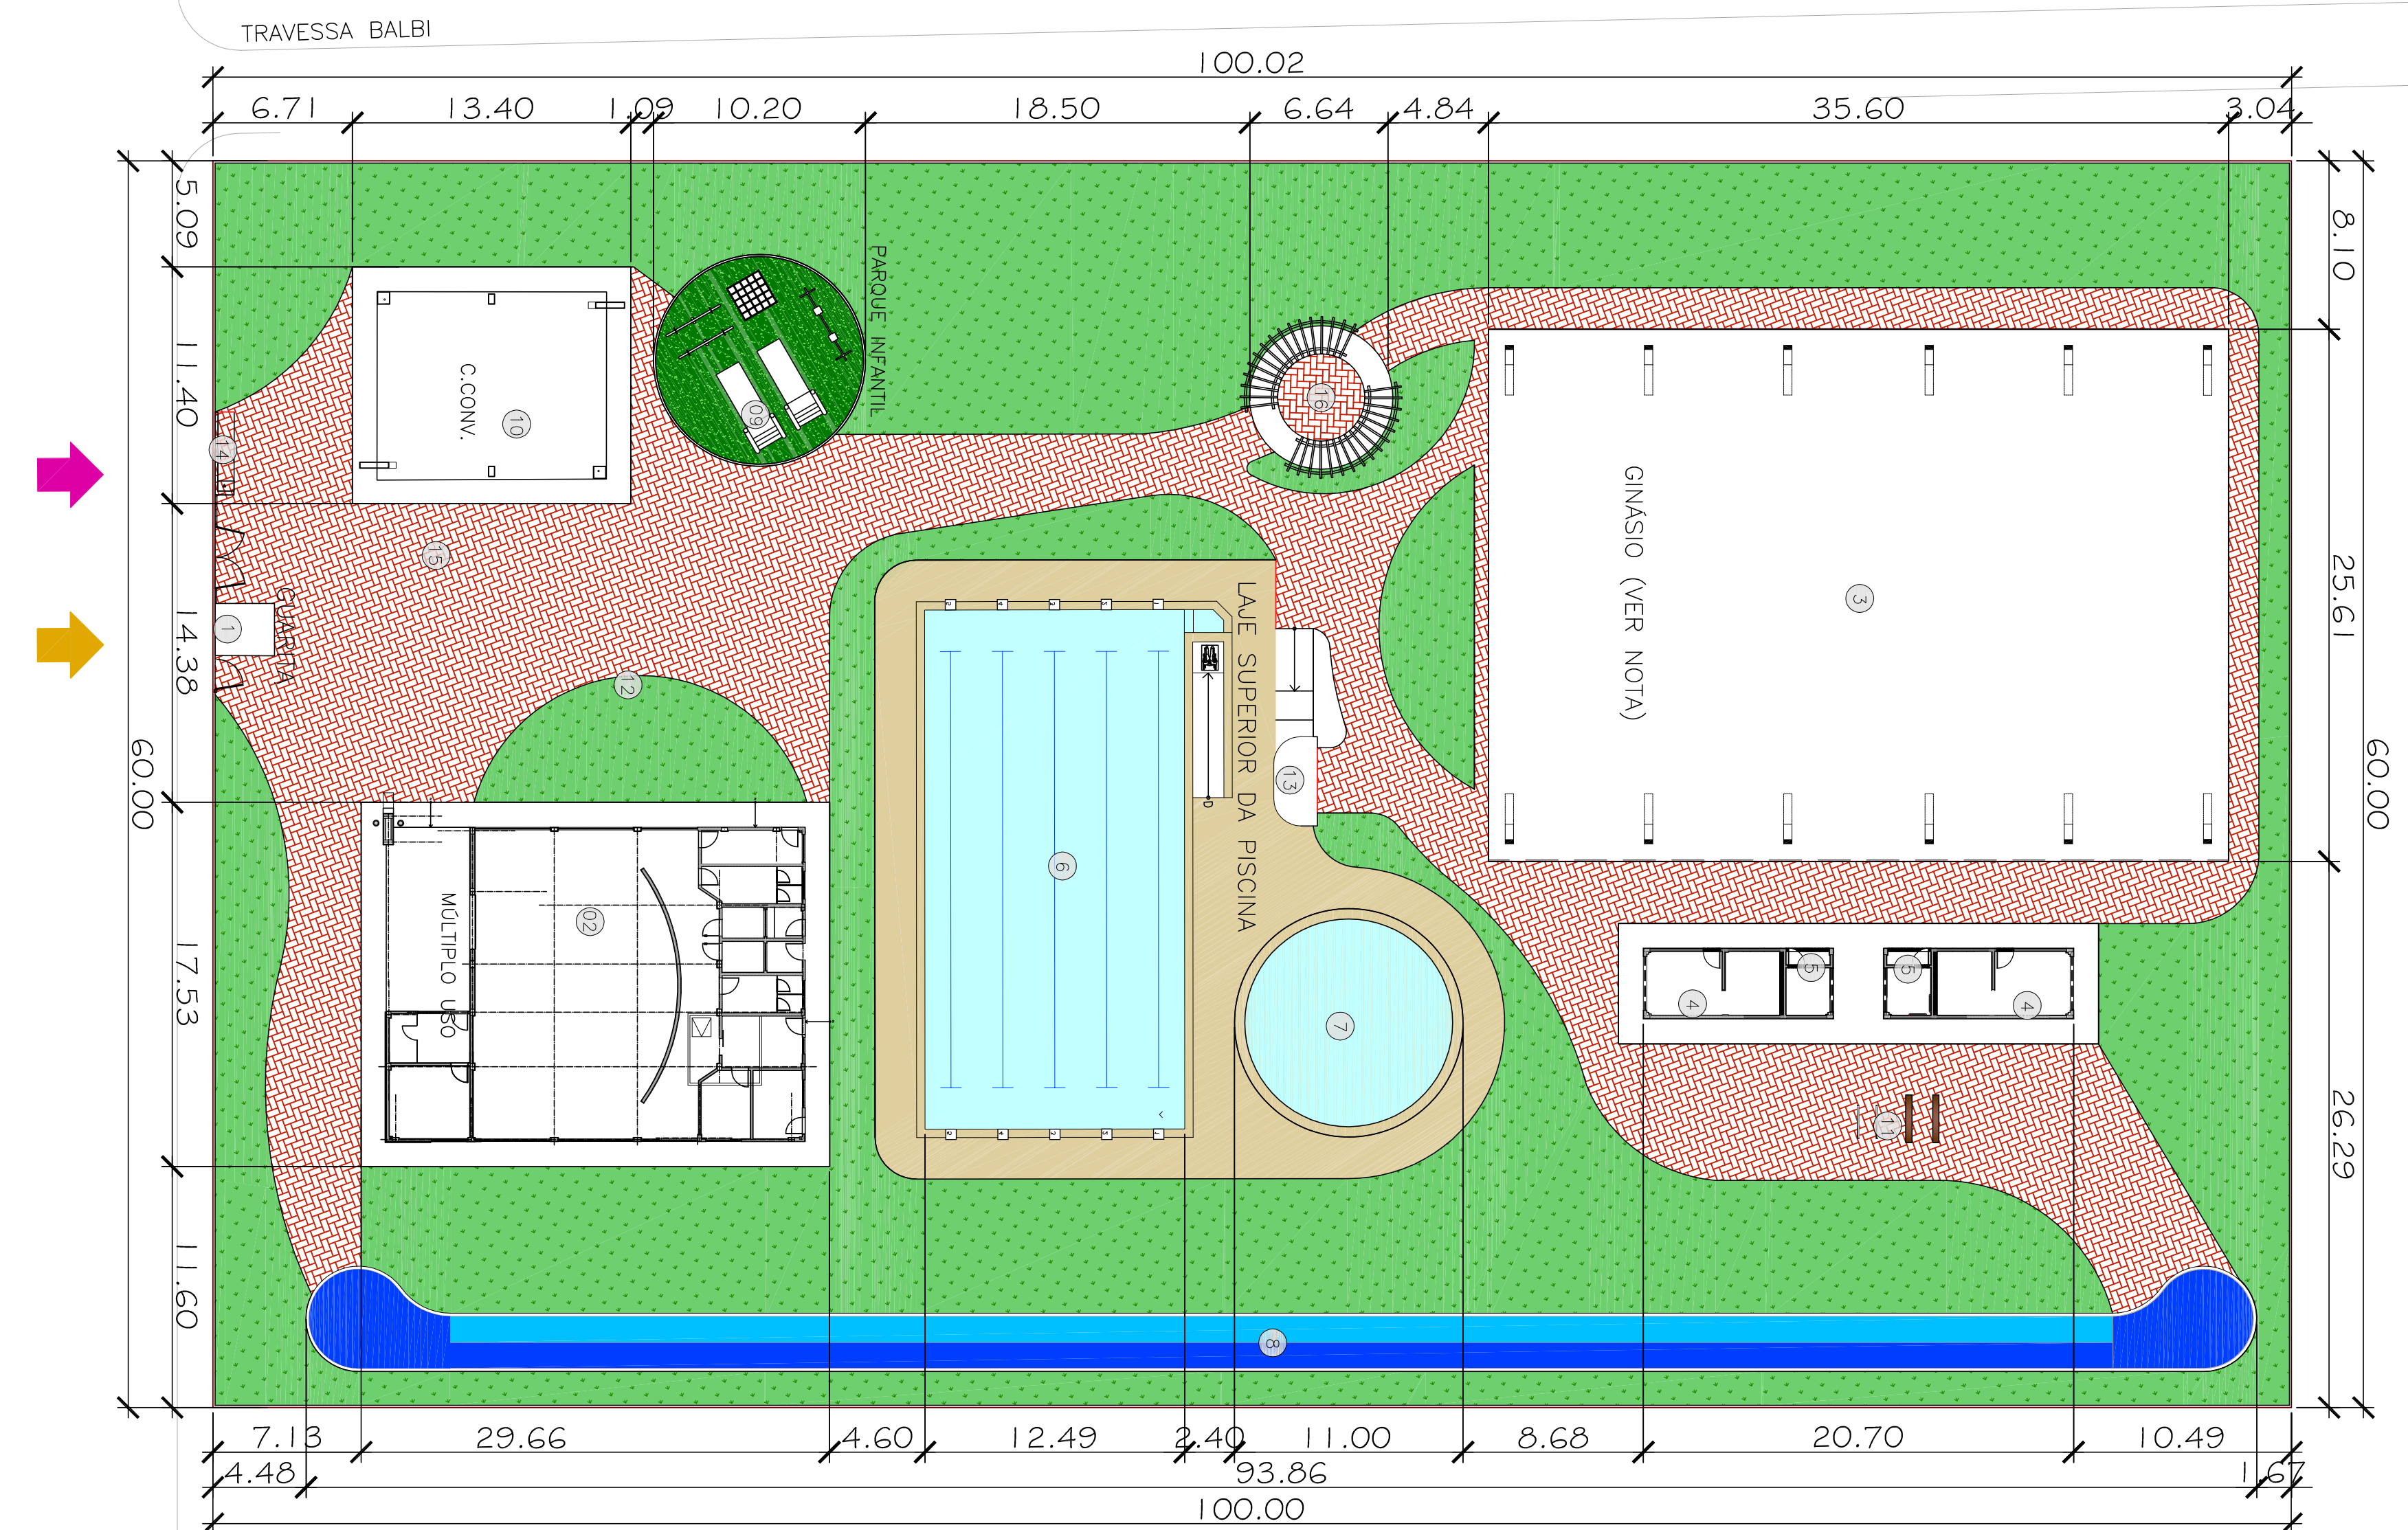 TRAVESSA BALBI
100.02
6.71 13.40 1.09 10.20 18.50 6.64 4.84 35.60 3.04
5.09
11.40
14.38
17.53
11.60
60.00
8.10
25.61
26.29
60.00
PARQUE INFANTIL
09
C.CONV.
10
14
15
GUARITA
1
12
16
GINÁSIO (VER NOTA)
3
LAJE SUPERIOR DA PISCINA
D
13
6
7
MÚLTIPLO USO
02
5
5
4
4
11
8
7.13 29.66 4.60 12.49 2.40 11.00 8.68 20.70 10.49
4.48 93.86 1.67
100.00